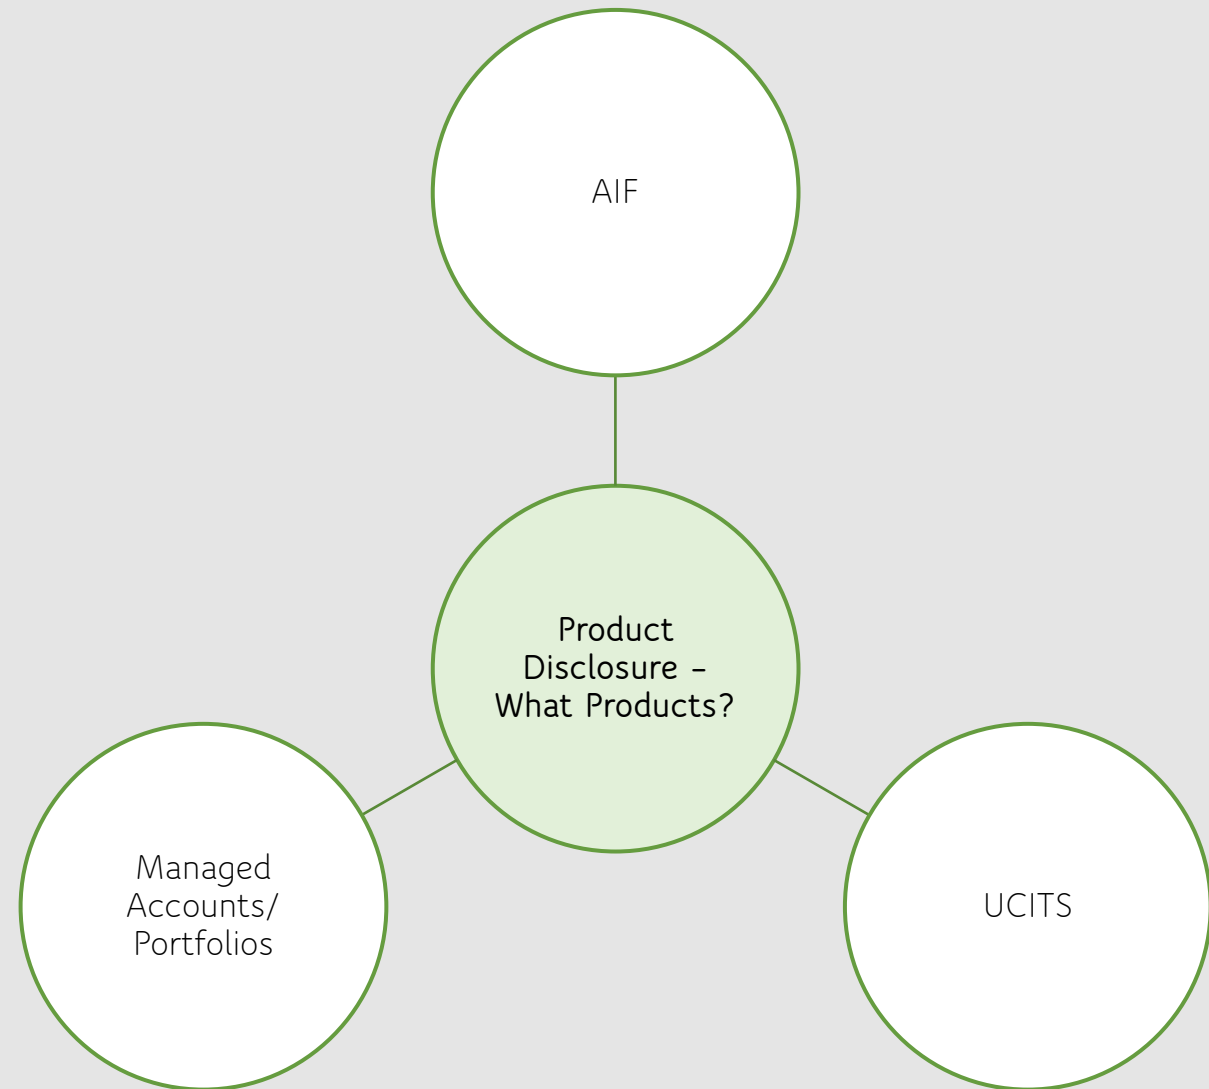 AIF
Product
Disclosure –
What Products?
Managed
Accounts/
Portfolios
UCITS